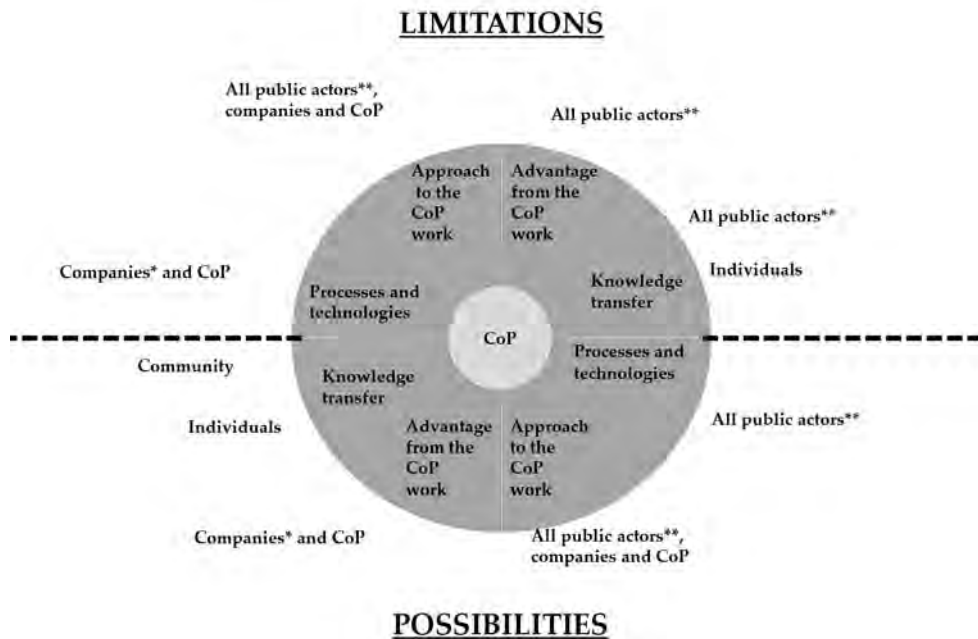 LIMITATIONS
All public actors**,
companies and CoP
All public actors**
Approach
to the
CoP
work
Advantage
from the
CoP
work
All public actors**
Individuals
Companies* and CoP
Processes and
technologies
Knowledge
transfer
CoP
Community
Individuals
Knowledge
transfer
Processes and
technologies
All public actors**
Advantage
from the
CoP
work
Approach
to the
CoP
work
Companies* and CoP
All public actors**,
companies and CoP
POSSIBILITIES